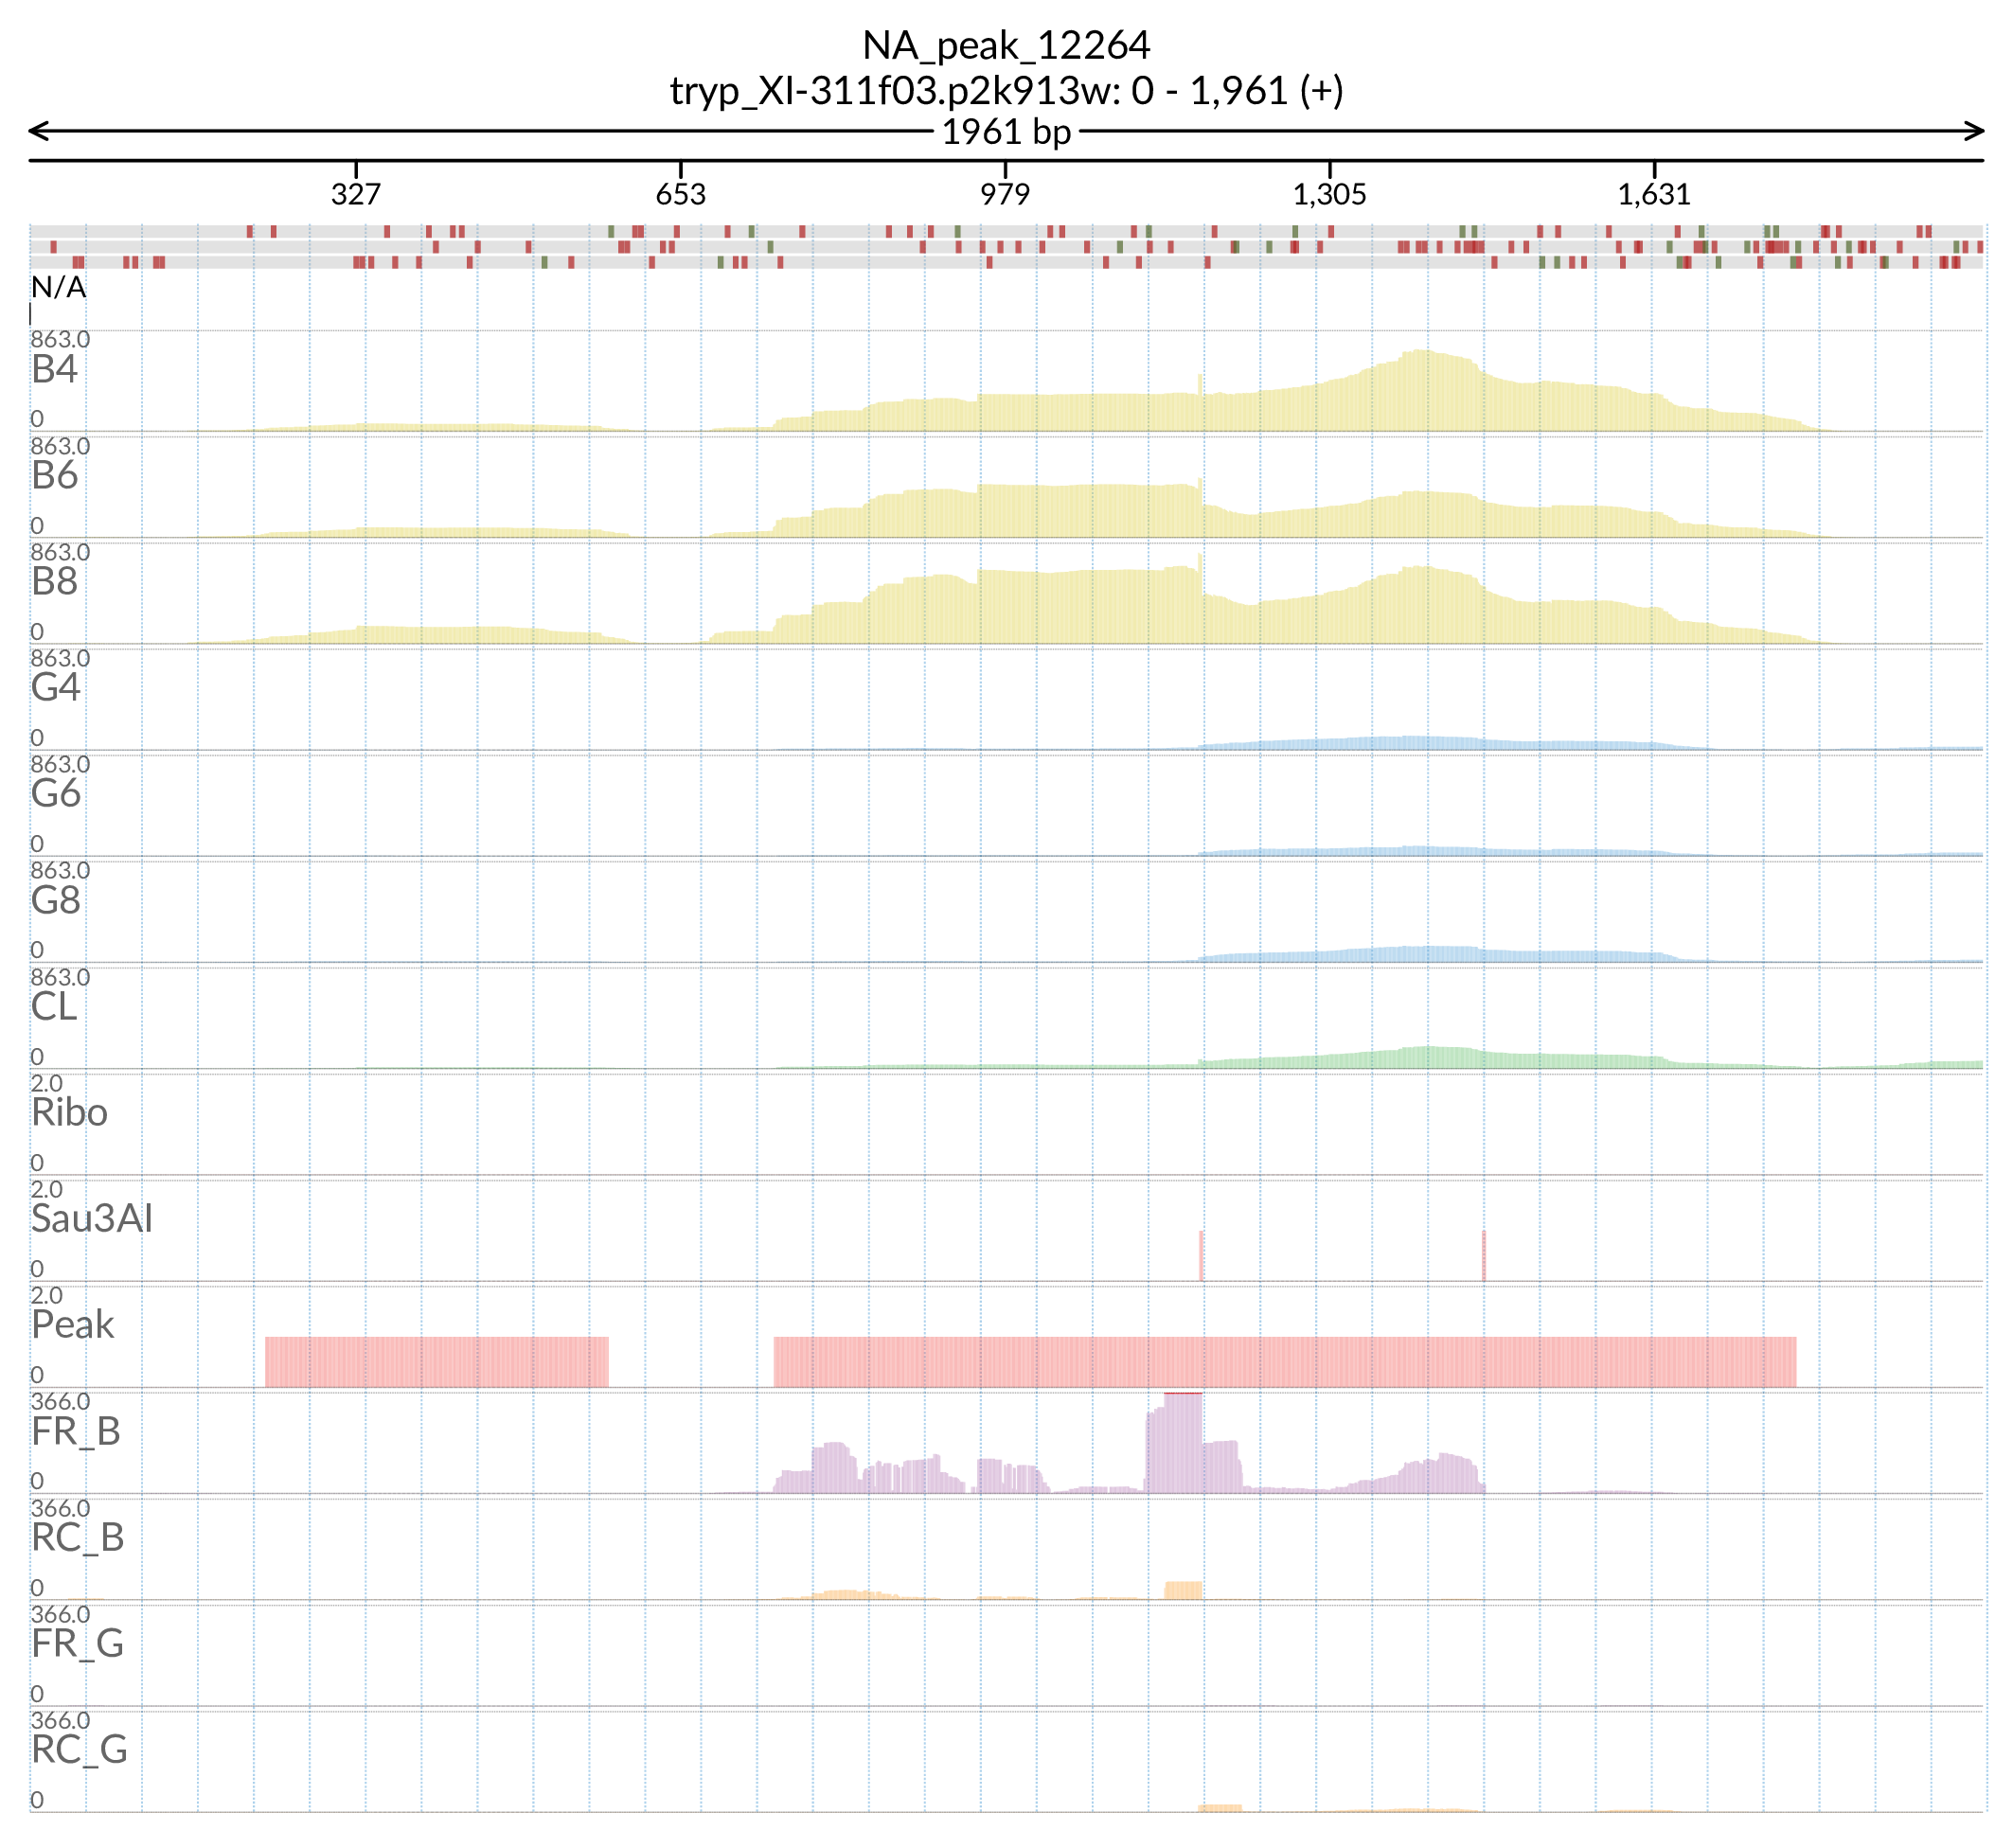 NA_peak_12264
tryp_XI-311f03.p2k913w: 0 - 1,961 (+)
1961 bp
327 653 979 1,305 1,631
N/A
863.0
B4
0
863.0
B6
0
863.0
B8
0
863.0
G4
0
863.0
G6
0
863.0
G8
0
863.0
CL
0
2.0
Ribo
0
2.0
Sau3AI
0
2.0
Peak
0
366.0
FR_B
0
366.0
RC_B
0
366.0
FR_G
0
366.0
RC_G
0